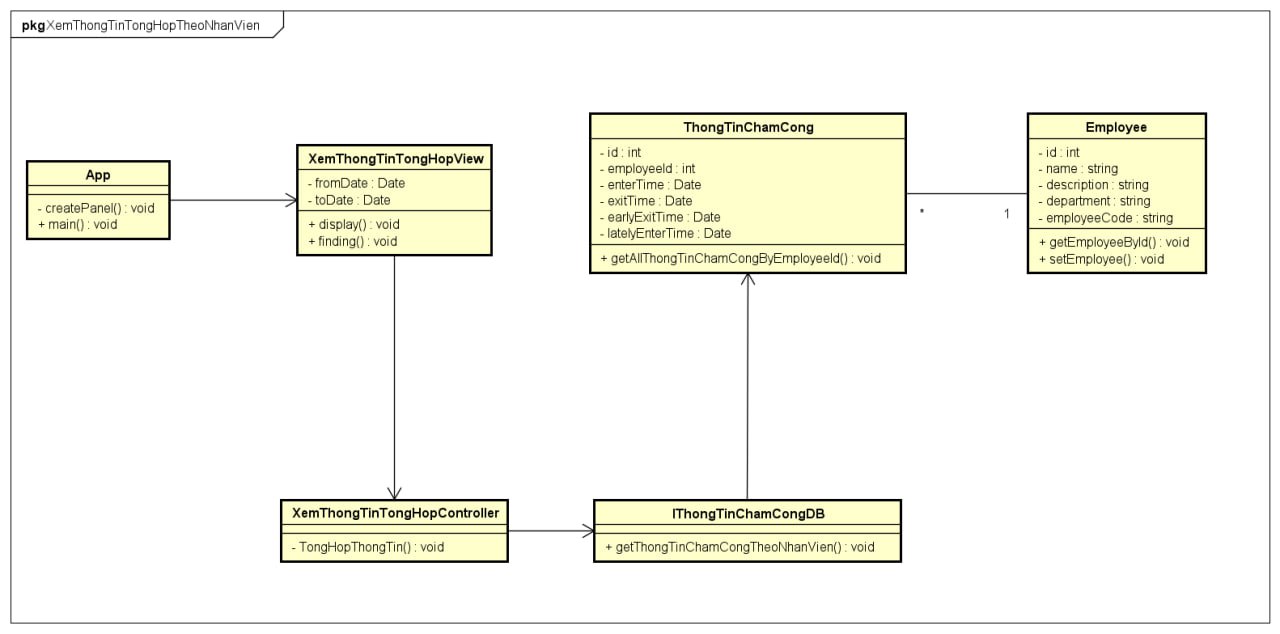 pkg XemThongTinTongHopTheoNhanVien
App
- createPanel() : void
+ main() : void
XemThongTinTongHopView
- fromDate : Date
- toDate : Date
+ display() : void
+ finding() : void
ThongTinChamCong
- id : int
- employeeId : int
- enterTime : Date
- exitTime : Date
- earlyExitTime : Date
- latelyEnterTime : Date
+ getAllThongTinChamCongByEmployeeId() : void
*
1
Employee
- id : int
- name : string
- description : string
- department : string
- employeeCode : string
+ getEmployeeById() : void
+ setEmployee() : void
XemThongTinTongHopController
- TongHopThongTin() : void
IThongTinChamCongDB
+ getThongTinChamCongTheoNhanVien() : void